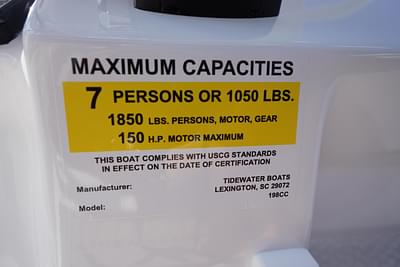 MAXIMUM CAPACITIES
7 PERSONS OR 1050 LBS.
1850 LBS. PERSONS, MOTOR, GEAR
150 H.P. MOTOR MAXIMUM
THIS BOAT COMPLIES WITH USCG STANDARDS
IN EFFECT ON THE DATE OF CERTIFICATION
Manufacturer: TIDEWATER BOATS
LEXINGTON, SC 29072
198CC
Model: